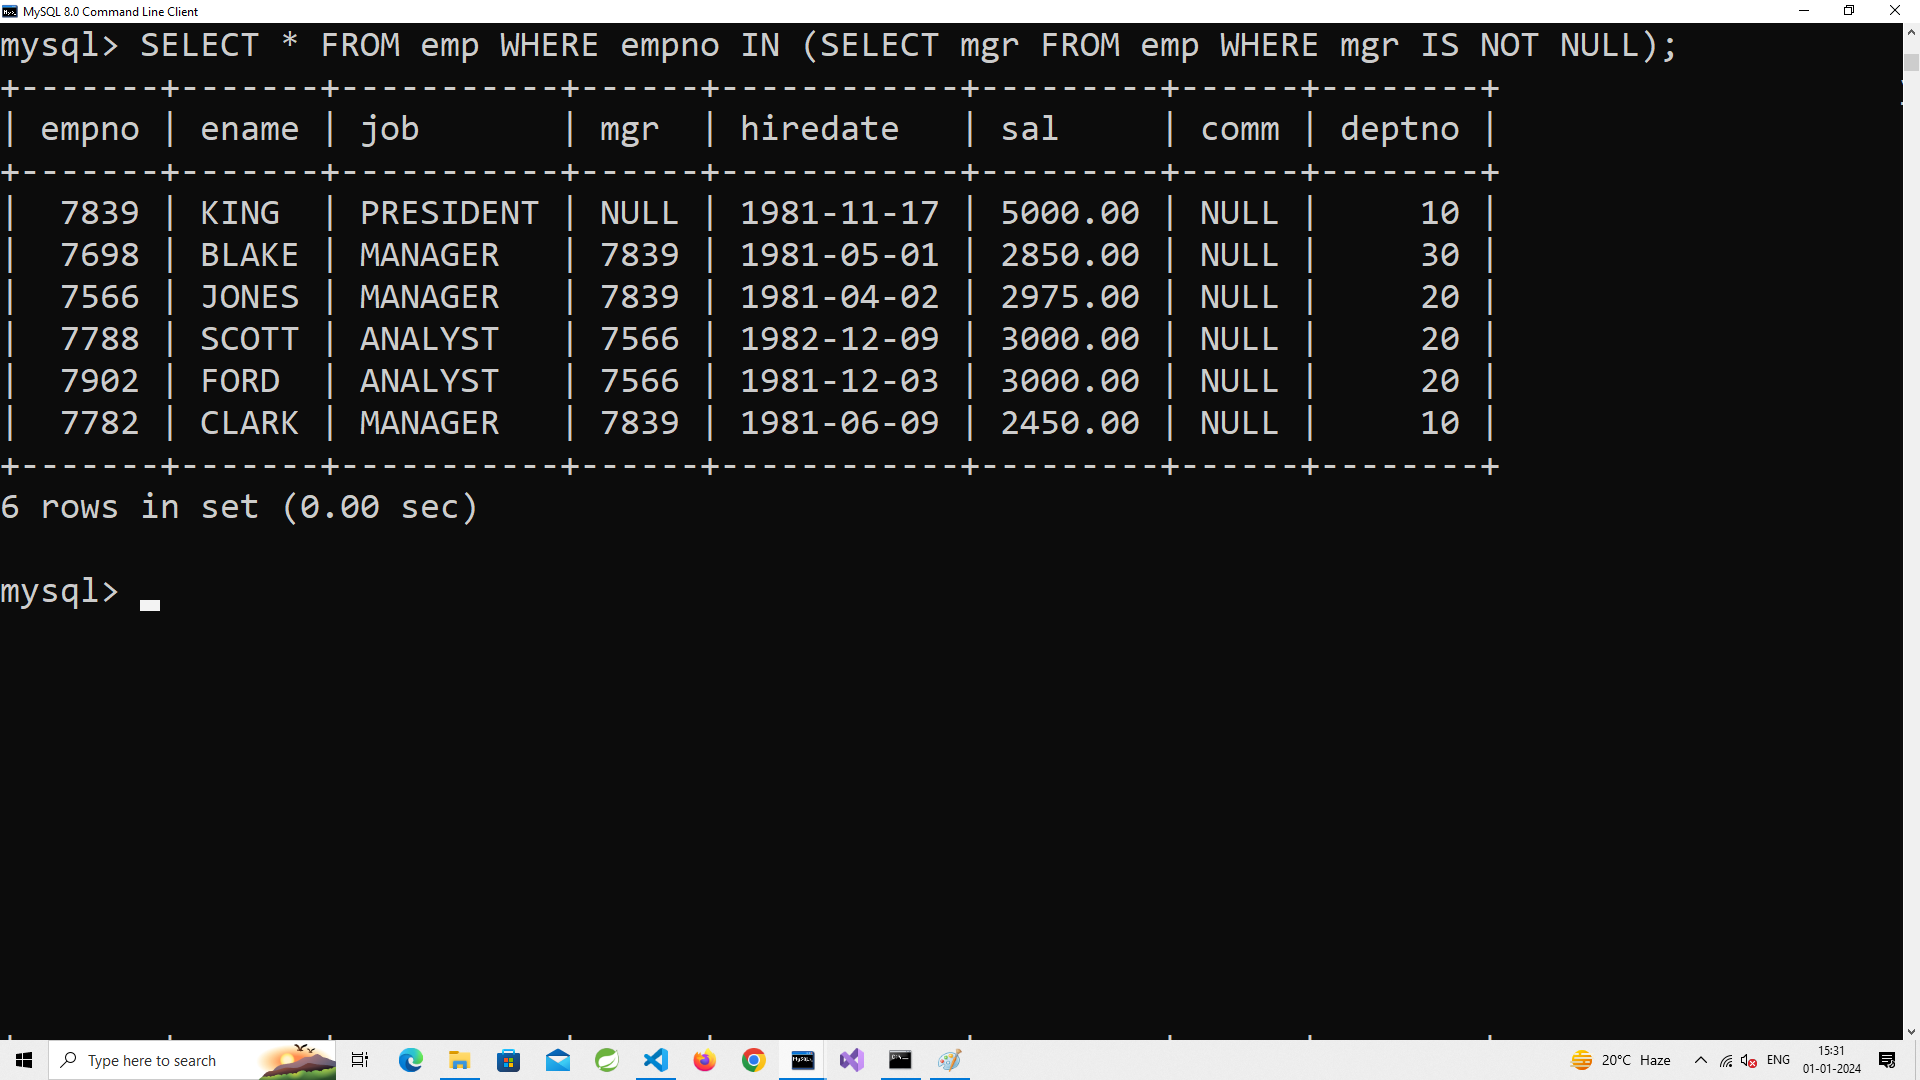 MySQL 8.0 Command Line Client
mysql> SELECT * FROM emp WHERE empno IN (SELECT mgr FROM emp WHERE mgr IS NOT NULL);
+-------+-------+-----------+------+------------+---------+------+--------+
| empno | ename | job       | mgr  | hiredate   | sal     | comm | deptno |
+-------+-------+-----------+------+------------+---------+------+--------+
|  7839 | KING  | PRESIDENT | NULL | 1981-11-17 | 5000.00 | NULL |     10 |
|  7698 | BLAKE | MANAGER   | 7839 | 1981-05-01 | 2850.00 | NULL |     30 |
|  7566 | JONES | MANAGER   | 7839 | 1981-04-02 | 2975.00 | NULL |     20 |
|  7788 | SCOTT | ANALYST   | 7566 | 1982-12-09 | 3000.00 | NULL |     20 |
|  7902 | FORD  | ANALYST   | 7566 | 1981-12-03 | 3000.00 | NULL |     20 |
|  7782 | CLARK | MANAGER   | 7839 | 1981-06-09 | 2450.00 | NULL |     10 |
+-------+-------+-----------+------+------------+---------+------+--------+
6 rows in set (0.00 sec)
mysql>
Type here to search
20°C Haze
ENG
15:31
01-01-2024